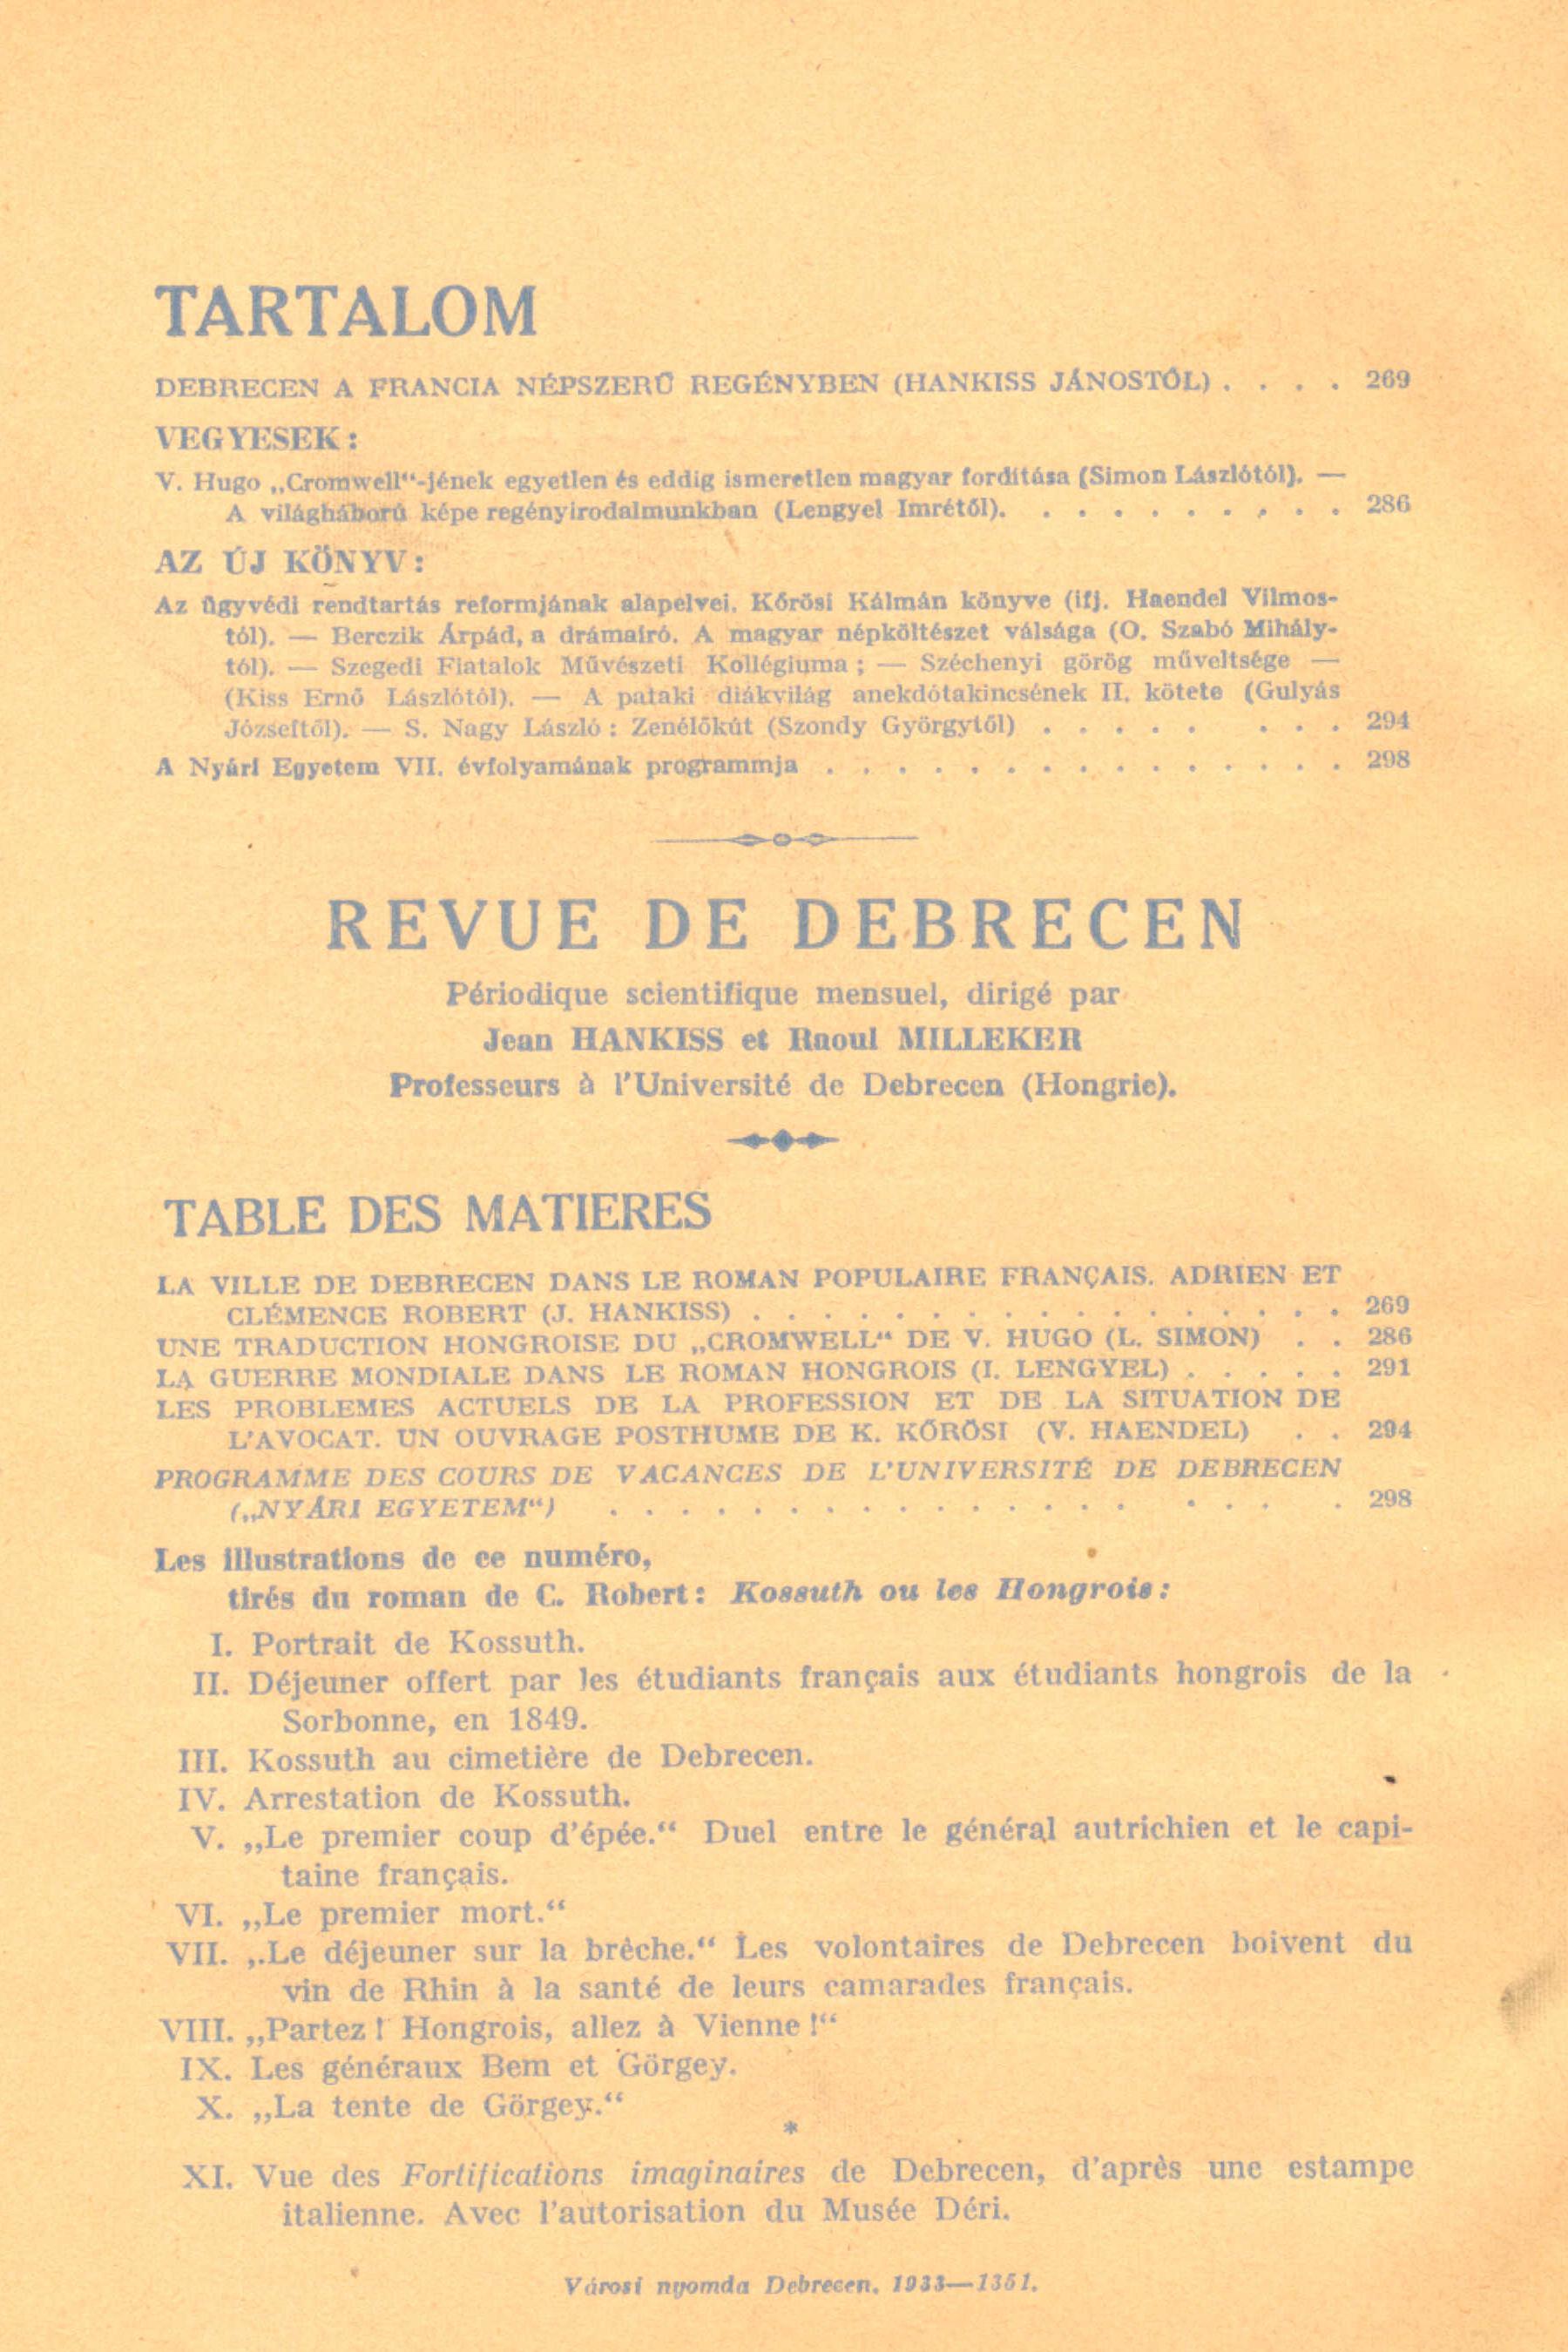 TARTALOM
DEBRECEN A FRANCIA NÉPSZERŰ REGÉNYBEN (HANKISS JÁNOSTÓL) . . . . 269
VEGYESEK:
V. Hugo „Cromwell“-jének egyetlen és eddig ismeretlen magyar fordítása (Simon Lászlótól). —
A világháború képe regényirodalmunkban (Lengyel Imrétől). . . . . . . . . . 286
AZ ÚJ KÖNYV:
Az ügyvédi rendtartás reformjának alapelvei. Kőrösi Kálmán könyve (ifj. Haendel Vilmos-
tól). — Berczik Árpád, a drámaíró. A magyar népköltészet válsága (O. Szabó Mihály-
tól). — Szegedi Fiatalok Művészeti Kollégiuma ; — Széchenyi görög műveltsége —
(Kiss Ernő Lászlótól). — A pataki diákvilág anekdótakincsének II. kötete (Gulyás
Józseftől). — S. Nagy László : Zenélőkút (Szondy Györgytől) . . . . . . . . 294
A Nyári Egyetem VII. évfolyamának programmja . . . . . . . . . . . . . . . 298
REVUE DE DEBRECEN
Périodique scientifique mensuel, dirigé par
Jean HANKISS et Raoul MILLEKER
Professeurs à l'Université de Debrecen (Hongrie).
TABLE DES MATIERES
LA VILLE DE DEBRECEN DANS LE ROMAN POPULAIRE FRANÇAIS. ADRIEN ET
CLÉMENCE ROBERT (J. HANKISS) . . . . . . . . . . . . . . . . . 269
UNE TRADUCTION HONGROISE DU „CROMWELL“ DE V. HUGO (L. SIMON) . . 286
LA GUERRE MONDIALE DANS LE ROMAN HONGROIS (I. LENGYEL) . . . . . 291
LES PROBLEMES ACTUELS DE LA PROFESSION ET DE LA SITUATION DE
L'AVOCAT. UN OUVRAGE POSTHUME DE K. KŐRÖSI (V. HAENDEL) . . 294
PROGRAMME DES COURS DE VACANCES DE L'UNIVERSITÉ DE DEBRECEN
(„NYÁRI EGYETEM“) . . . . . . . . . . . . . . . . . . . 298
Les illustrations de ce numéro,
tirés du roman de C. Robert: Kossuth ou les Hongrois:
I. Portrait de Kossuth.
II. Déjeuner offert par les étudiants français aux étudiants hongrois de la
Sorbonne, en 1849.
III. Kossuth au cimetière de Debrecen.
IV. Arrestation de Kossuth.
V. „Le premier coup d'épée.“ Duel entre le général autrichien et le capi-
taine français.
VI. „Le premier mort.“
VII. „Le déjeuner sur la brèche.“ Les volontaires de Debrecen boivent du
vin de Rhin à la santé de leurs camarades français.
VIII. „Partez ! Hongrois, allez à Vienne !“
IX. Les généraux Bem et Görgey.
X. „La tente de Görgey.“
*
XI. Vue des Fortifications imaginaires de Debrecen, d'après une estampe
italienne. Avec l'autorisation du Musée Déri.
Városi nyomda Debrecen. 1933—1351.